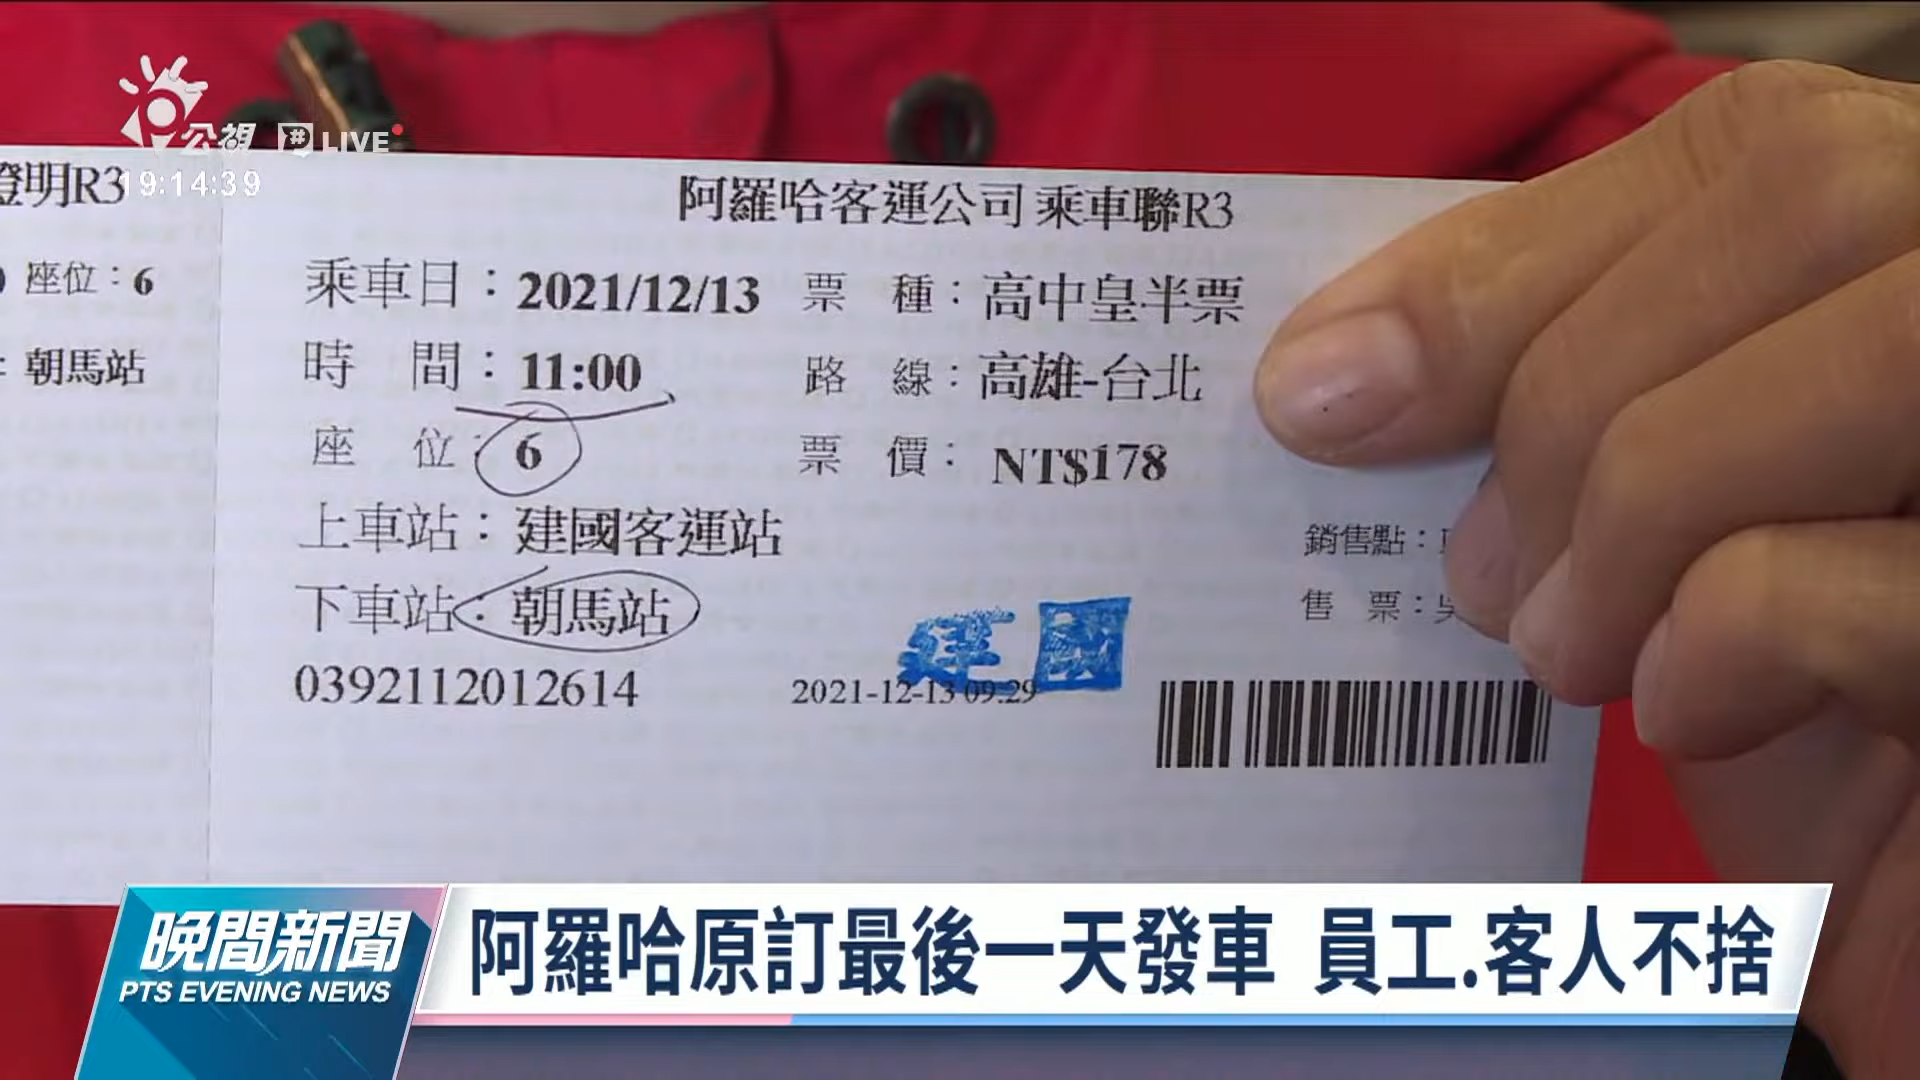 公視 LIVE
19:14:39
證明R3
座位：6
：朝馬站
阿羅哈客運公司 乘車聯R3
乘車日：2021/12/13 票 種：高中皇半票
時 間：11:00 路 線：高雄-台北
座 位：6 票 價：NT$178
上車站：建國客運站
下車站：朝馬站
銷售點：
售 票：吳
建國
0392112012614 2021-12-13 09:29
晚間新聞
PTS EVENING NEWS
阿羅哈原訂最後一天發車 員工.客人不捨